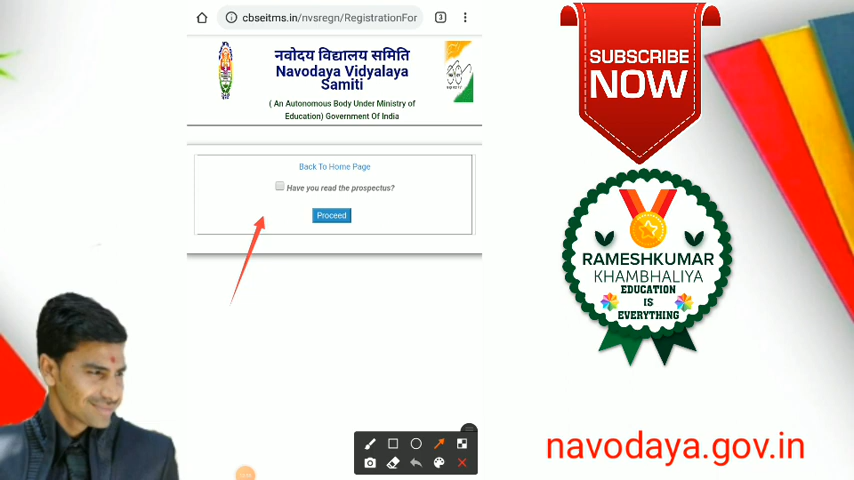 cbseitms.in/nvsregn/RegistrationFor
3
नवोदय विद्यालय समिति
Navodaya Vidyalaya
Samiti
( An Autonomous Body Under Ministry of
Education) Government Of India
Back To Home Page
Have you read the prospectus?
Proceed
SUBSCRIBE
NOW
RAMESHKUMAR
KHAMBHALIYA
EDUCATION
IS
EVERYTHING
navodaya.gov.in